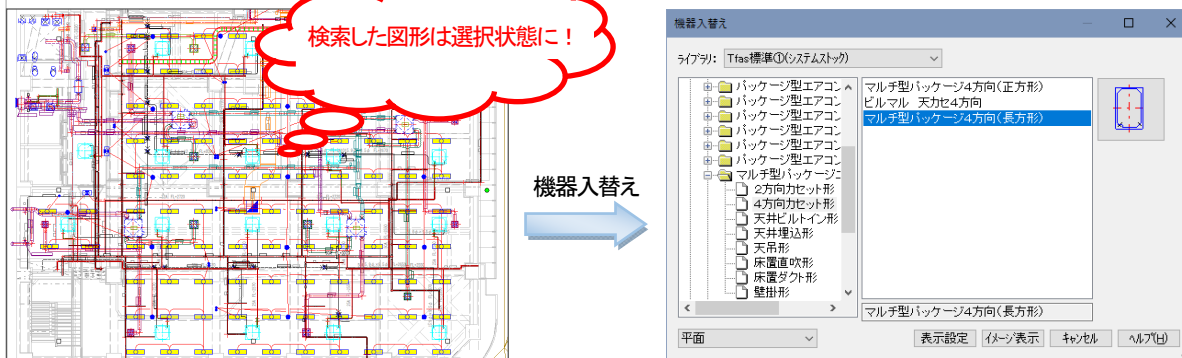 検索した図形は選択状態に！
機器入替え
機器入替え
ライブラリ: Tfas標準①(システムストック)
パッケージ型エアコン
パッケージ型エアコン
パッケージ型エアコン
パッケージ型エアコン
パッケージ型エアコン
パッケージ型エアコン
マルチ型パッケージエ
2方向カセット形
4方向カセット形
天井ビルトイン形
天井埋込形
天吊形
床置直吹形
床置ダクト形
壁掛形
マルチ型パッケージ4方向(正方形)
ビルマル 天カセ4方向
マルチ型パッケージ4方向(長方形)
マルチ型パッケージ4方向(長方形)
平面
表示設定 イメージ表示 キャンセル ヘルプ(H)